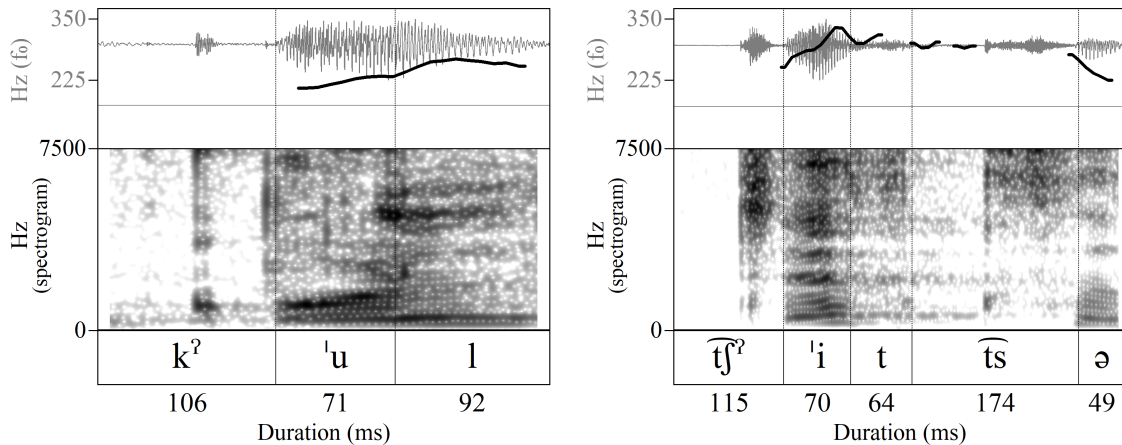 350
Hz (f₀)
225
7500
Hz
(spectrogram)
0
kˀ ˈu l
106 71 92
Duration (ms)
350
Hz (f₀)
225
7500
Hz
(spectrogram)
0
t͡ʃˀ ˈi t t͡s ə
115 70 64 174 49
Duration (ms)